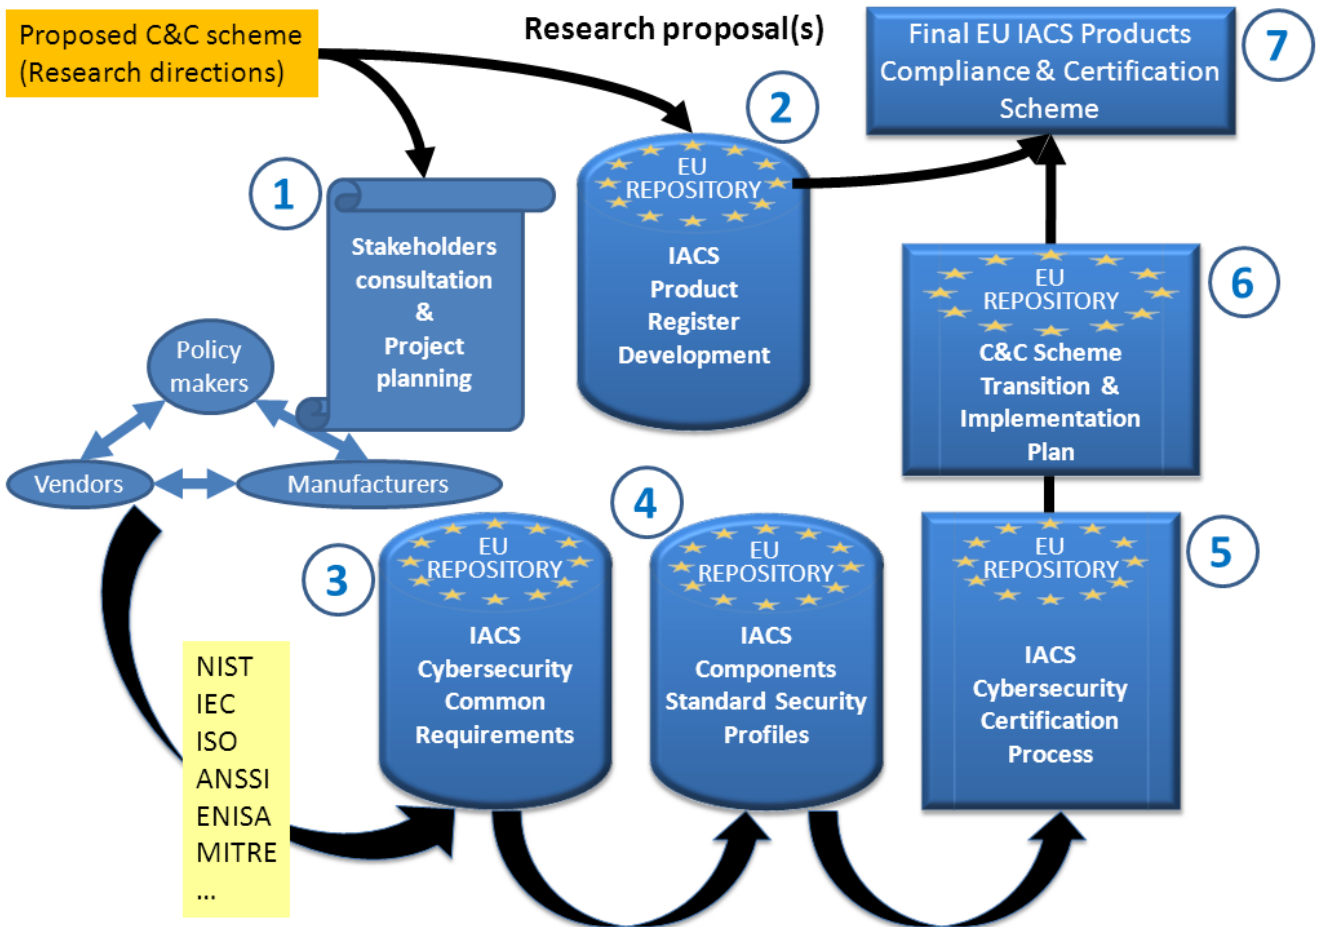 Proposed C&C scheme
(Research directions)
Research proposal(s)
Final EU IACS Products
Compliance & Certification
Scheme
7
1
Stakeholders
consultation
&
Project
planning
2
EU
REPOSITORY
IACS
Product
Register
Development
6
EU
REPOSITORY
C&C Scheme
Transition &
Implementation
Plan
Policy
makers
Vendors
Manufacturers
NIST
IEC
ISO
ANSSI
ENISA
MITRE
...
3
EU
REPOSITORY
IACS
Cybersecurity
Common
Requirements
4
EU
REPOSITORY
IACS
Components
Standard Security
Profiles
5
EU
REPOSITORY
IACS
Cybersecurity
Certification
Process